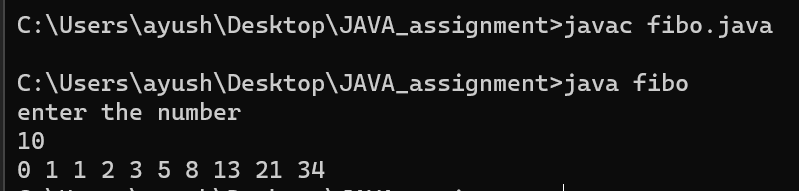 C:\Users\ayush\Desktop\JAVA_assignment>javac fibo.java
C:\Users\ayush\Desktop\JAVA_assignment>java fibo
enter the number
10
0 1 1 2 3 5 8 13 21 34